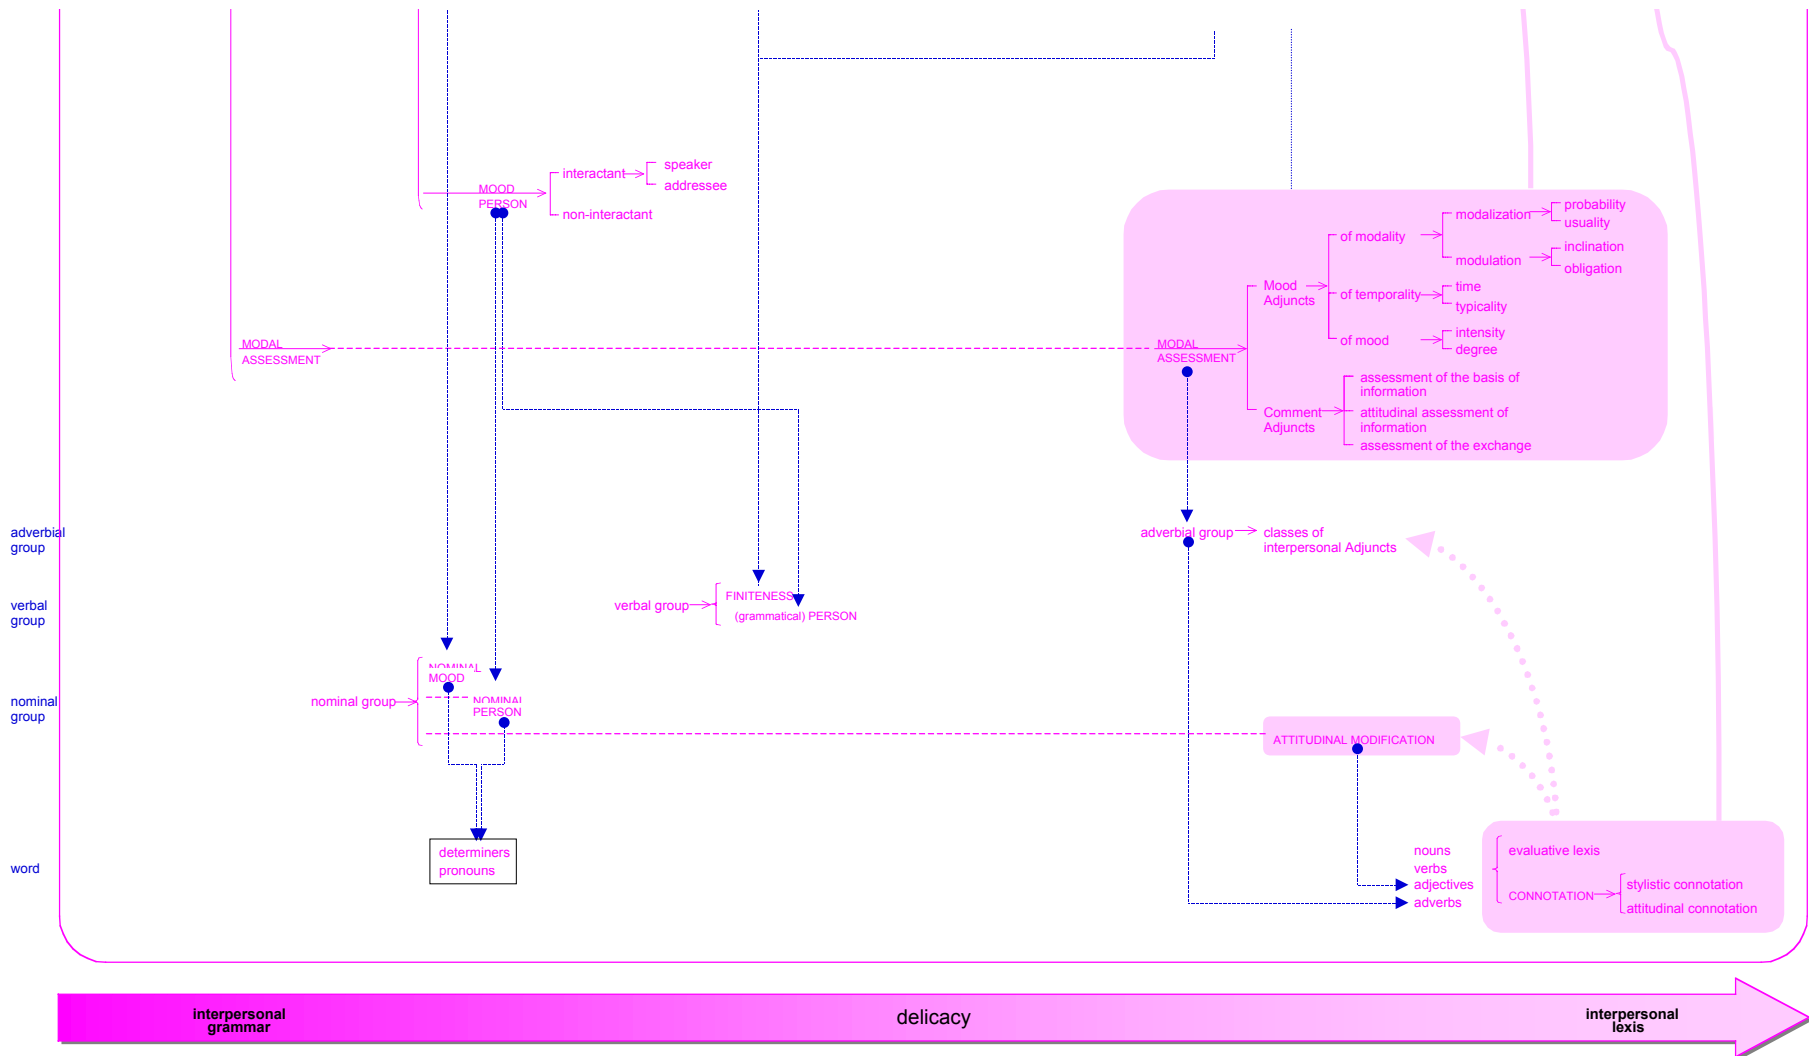 speaker
interactant
addressee
MOOD
PERSON
non-interactant
probability
modalization
usuality
of modality
inclination
modulation
obligation
Mood
Adjuncts
of temporality
time
typicality
intensity
of mood
degree
MODAL
ASSESSMENT
MODAL
ASSESSMENT
assessment of the basis of
information
Comment
Adjuncts
attitudinal assessment of
information
assessment of the exchange
adverbial
group
adverbial group
classes of
interpersonal Adjuncts
verbal
group
verbal group
FINITENESS
(grammatical) PERSON
nominal
group
nominal group
NOMINAL
MOOD
NOMINAL
PERSON
ATTITUDINAL MODIFICATION
word
determiners
pronouns
nouns
verbs
adjectives
adverbs
evaluative lexis
CONNOTATION
stylistic connotation
attitudinal connotation
interpersonal
grammar
delicacy
interpersonal
lexis